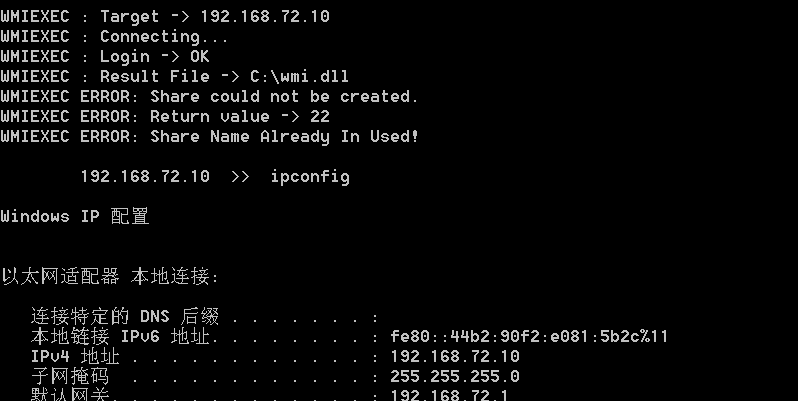 WMIEXEC : Target -> 192.168.72.10
WMIEXEC : Connecting...
WMIEXEC : Login -> OK
WMIEXEC : Result File -> C:\wmi.dll
WMIEXEC ERROR: Share could not be created.
WMIEXEC ERROR: Return value -> 22
WMIEXEC ERROR: Share Name Already In Used!
192.168.72.10  >>  ipconfig
Windows IP 配置
以太网适配器 本地连接:
连接特定的 DNS 后缀 . . . . . . . :
本地链接 IPv6 地址. . . . . . . . : fe80::44b2:90f2:e081:5b2c%11
IPv4 地址 . . . . . . . . . . . . : 192.168.72.10
子网掩码  . . . . . . . . . . . . : 255.255.255.0
默认网关. . . . . . . . . . . . . : 192.168.72.1